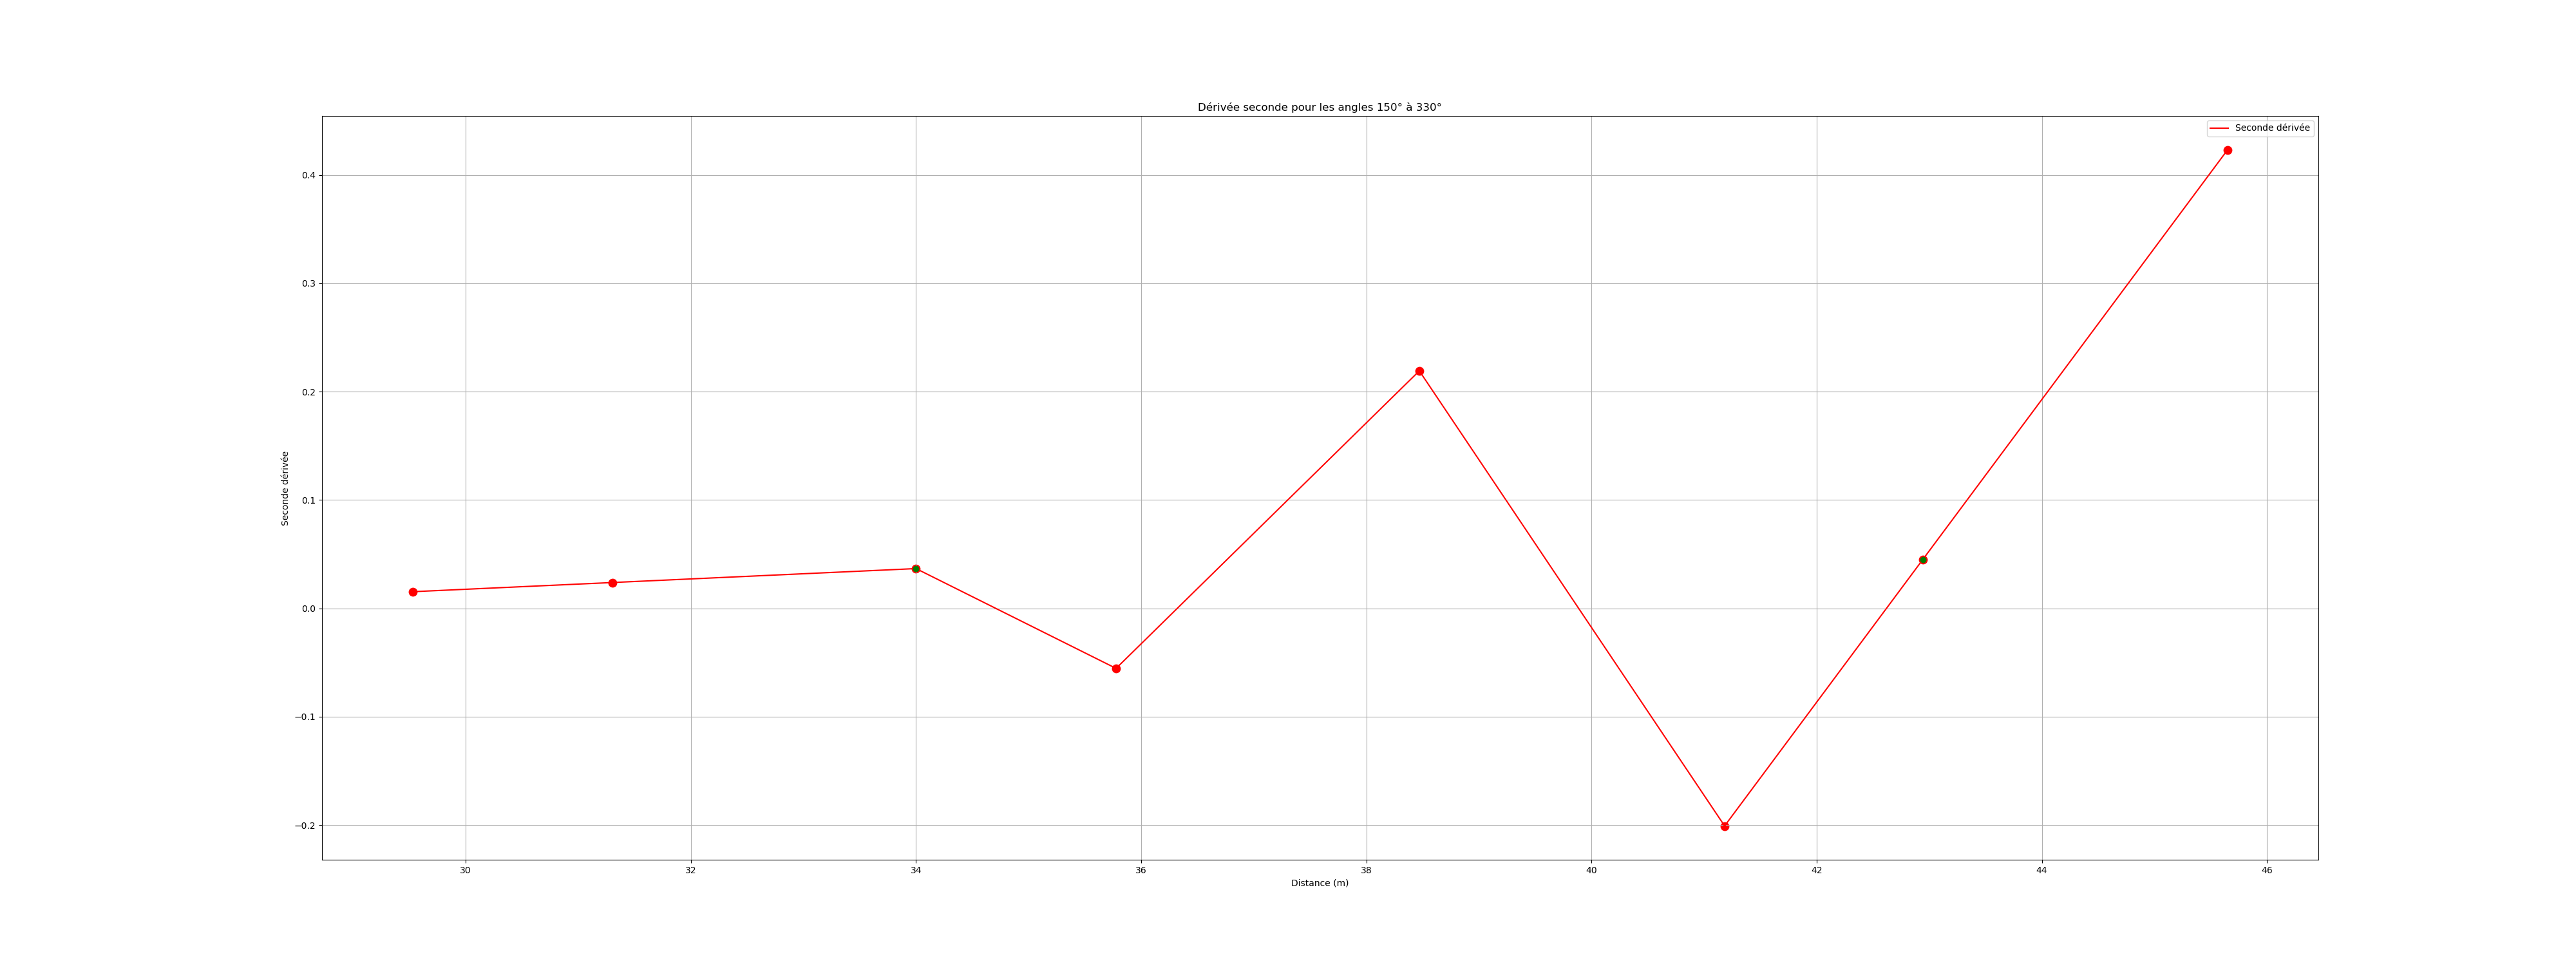 Dérivée seconde pour les angles 150° à 330°
Seconde dérivée
0.4
0.3
0.2
0.1
0.0
−0.1
−0.2
Seconde dérivée
30 32 34 36 38 40 42 44 46
Distance (m)